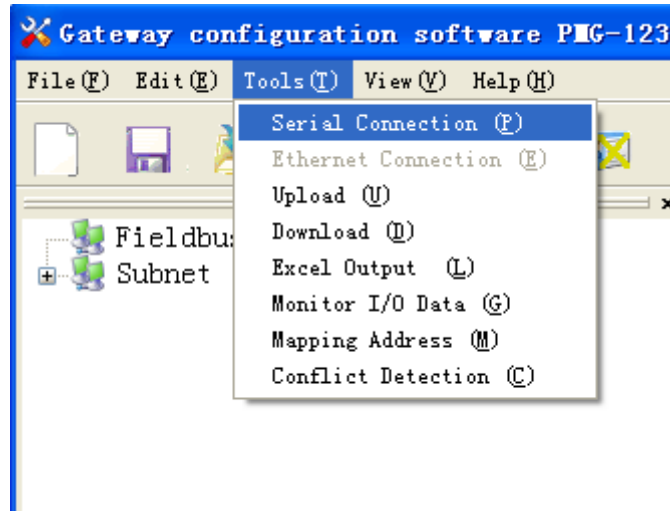 Gateway configuration software PMG-123
File(F) Edit(E) Tools(T) View(V) Help(H)
Serial Connection (P)
Ethernet Connection (E)
Upload (U)
Download (D)
Excel Output (L)
Monitor I/O Data (G)
Mapping Address (M)
Conflict Detection (C)
Fieldbu
Subnet